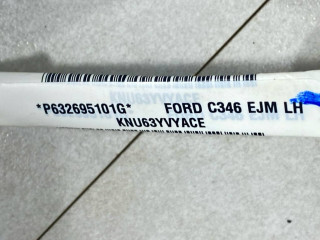 *P632695101G* FORD C346 EJM LH
KNU63YVYACE